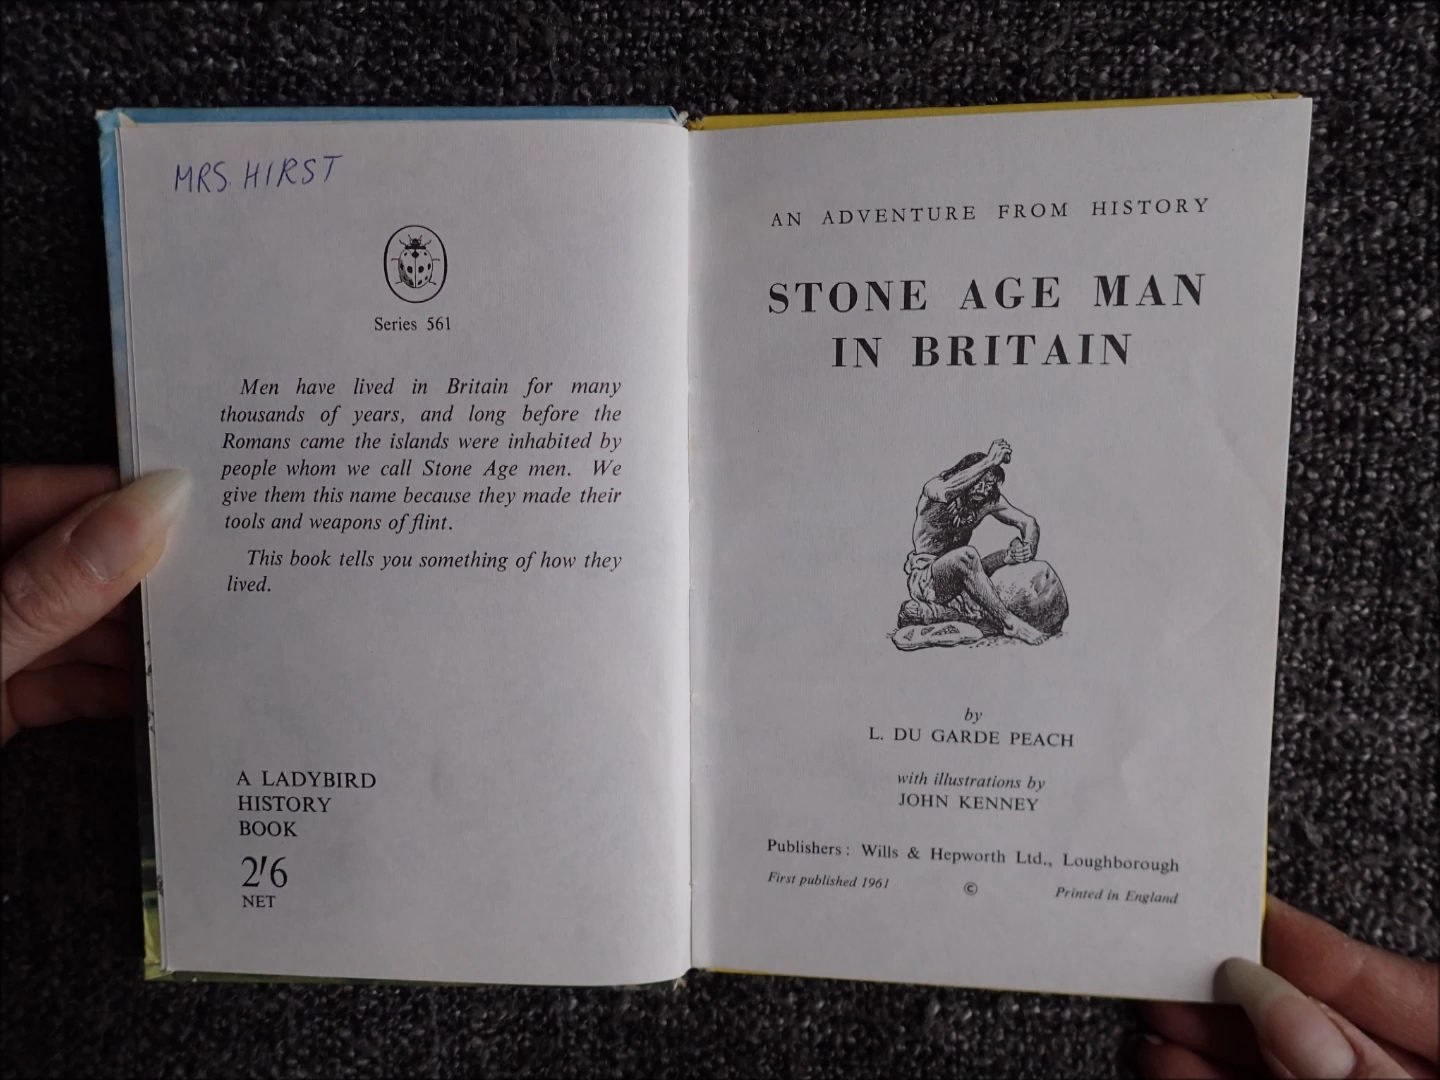 MRS. HIRST
Series 561
Men have lived in Britain for many
thousands of years, and long before the
Romans came the islands were inhabited by
people whom we call Stone Age men. We
give them this name because they made their
tools and weapons of flint.
This book tells you something of how they
lived.
A LADYBIRD
HISTORY
BOOK
2'6
NET
AN ADVENTURE FROM HISTORY
STONE AGE MAN
IN BRITAIN
by
L. DU GARDE PEACH
with illustrations by
JOHN KENNEY
Publishers: Wills & Hepworth Ltd., Loughborough
First published 1961 © Printed in England